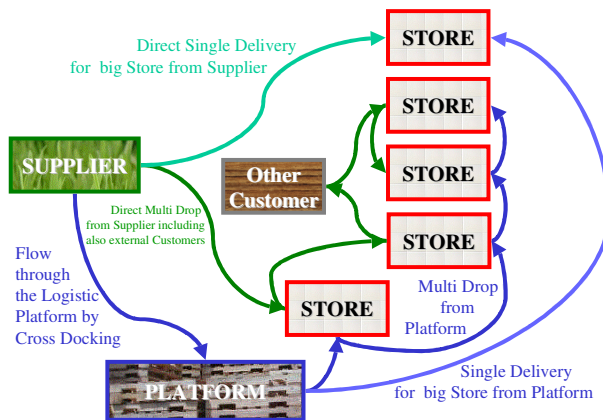 Direct Single Delivery
for big Store from Supplier
STORE
STORE
SUPPLIER
Other
Customer
STORE
Direct Multi Drop
from Supplier including
also external Customers
STORE
Flow
through
the Logistic
Platform by
Cross Docking
STORE
Multi Drop
from
Platform
PLATFORM
Single Delivery
for big Store from Platform